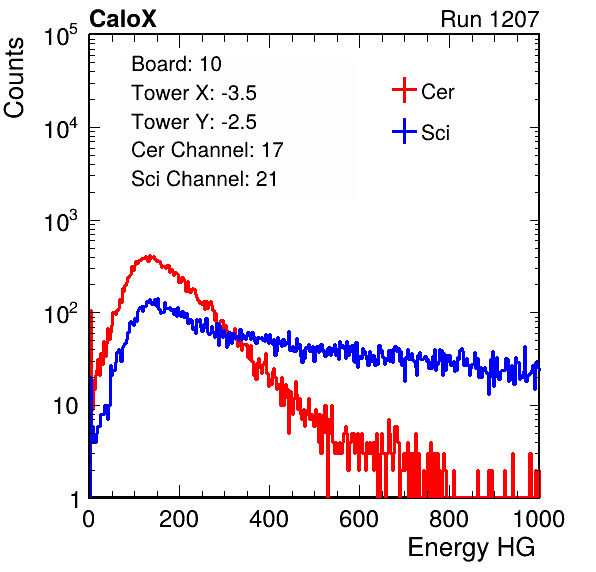 CaloX Run 1207
Counts
Board: 10
Tower X: -3.5
Tower Y: -2.5
Cer Channel: 17
Sci Channel: 21
Cer
Sci
10^5
10^4
10^3
10^2
10
1
0 200 400 600 800 1000
Energy HG